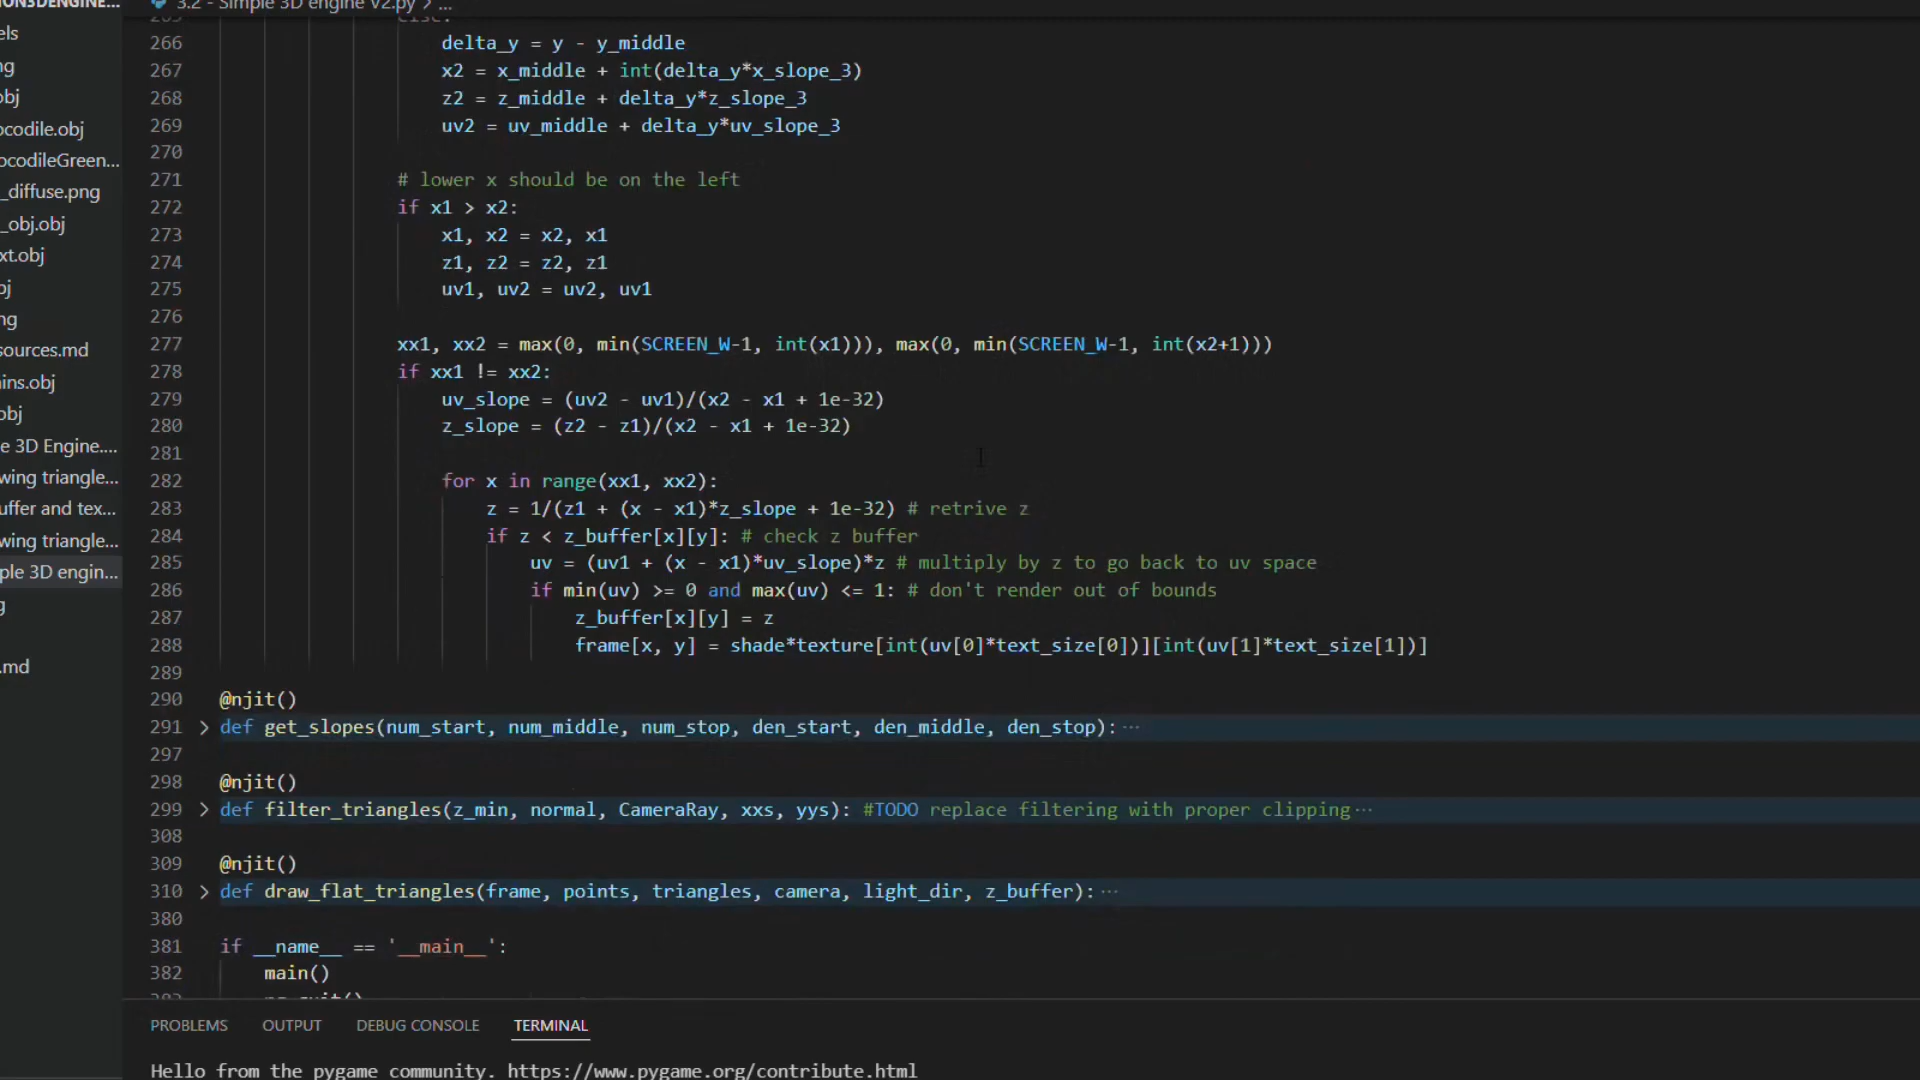 IONS3DENGINE...
els
ng
obj
ocodile.obj
ocodileGreen...
_diffuse.png
_obj.obj
xt.obj
oj
ng
sources.md
ins.obj
obj
e 3D Engine....
wing triangle...
uffer and tex...
wing triangle...
ple 3D engin...
g
.md
3.2 - Simple 3D engine V2.py > ...
265 else:
266 delta_y = y - y_middle
267 x2 = x_middle + int(delta_y*x_slope_3)
268 z2 = z_middle + delta_y*z_slope_3
269 uv2 = uv_middle + delta_y*uv_slope_3
270
271 # lower x should be on the left
272 if x1 > x2:
273 x1, x2 = x2, x1
274 z1, z2 = z2, z1
275 uv1, uv2 = uv2, uv1
276
277 xx1, xx2 = max(0, min(SCREEN_W-1, int(x1))), max(0, min(SCREEN_W-1, int(x2+1)))
278 if xx1 != xx2:
279 uv_slope = (uv2 - uv1)/(x2 - x1 + 1e-32)
280 z_slope = (z2 - z1)/(x2 - x1 + 1e-32)
281
282 for x in range(xx1, xx2):
283 z = 1/(z1 + (x - x1)*z_slope + 1e-32) # retrive z
284 if z < z_buffer[x][y]: # check z buffer
285 uv = (uv1 + (x - x1)*uv_slope)*z # multiply by z to go back to uv space
286 if min(uv) >= 0 and max(uv) <= 1: # don't render out of bounds
287 z_buffer[x][y] = z
288 frame[x, y] = shade*texture[int(uv[0]*text_size[0])][int(uv[1]*text_size[1])]
289
290 @njit()
291 > def get_slopes(num_start, num_middle, num_stop, den_start, den_middle, den_stop): ...
297
298 @njit()
299 > def filter_triangles(z_min, normal, CameraRay, xxs, yys): #TODO replace filtering with proper clipping ...
308
309 @njit()
310 > def draw_flat_triangles(frame, points, triangles, camera, light_dir, z_buffer): ...
380
381 if __name__ == '__main__':
382 main()
383 pg.quit()
PROBLEMS OUTPUT DEBUG CONSOLE TERMINAL
Hello from the pygame community. https://www.pygame.org/contribute.html